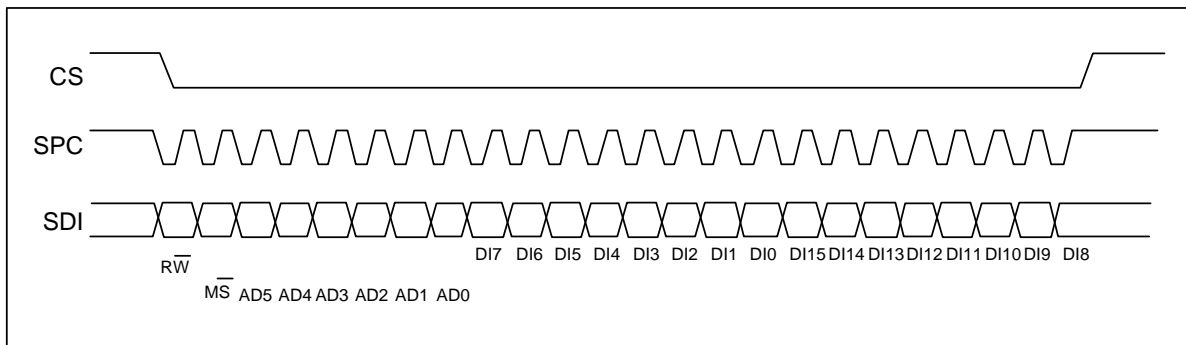 CS
SPC
SDI
DI7 DI6 DI5 DI4 DI3 DI2 DI1 DI0 DI15 DI14 DI13 DI12 DI11 DI10 DI9 DI8
RW̅
MS̅ AD5 AD4 AD3 AD2 AD1 AD0